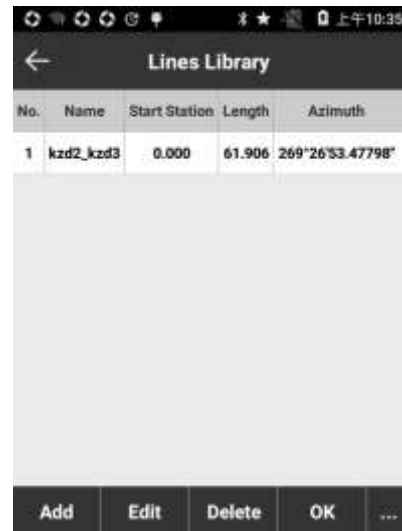 上午10:35
Lines Library
No. Name Start Station Length Azimuth
1 kzd2_kzd3 0.000 61.906 269°26'53.47798"
Add Edit Delete OK ...